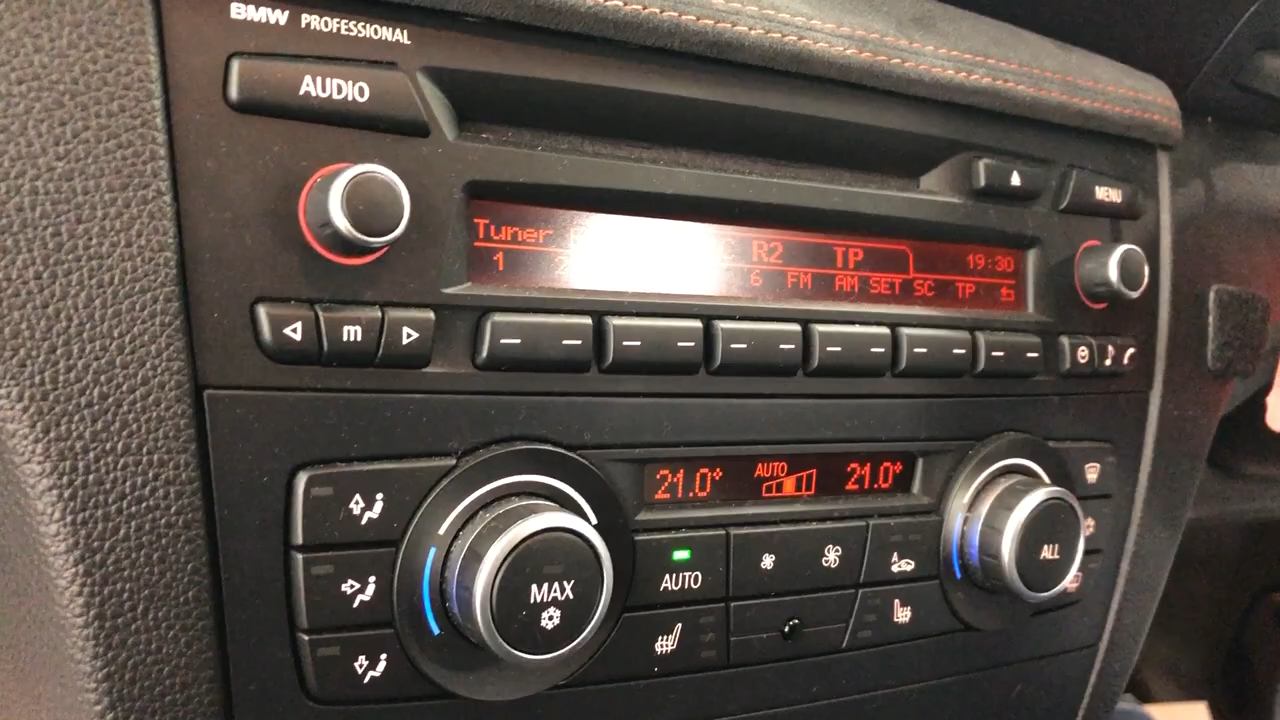 BMW PROFESSIONAL
AUDIO
MENU
Tuner C R2 TP 19:30
1 6 FM AM SET SC TP
m
21.0° AUTO 21.0°
AUTO
MAX
A
ALL